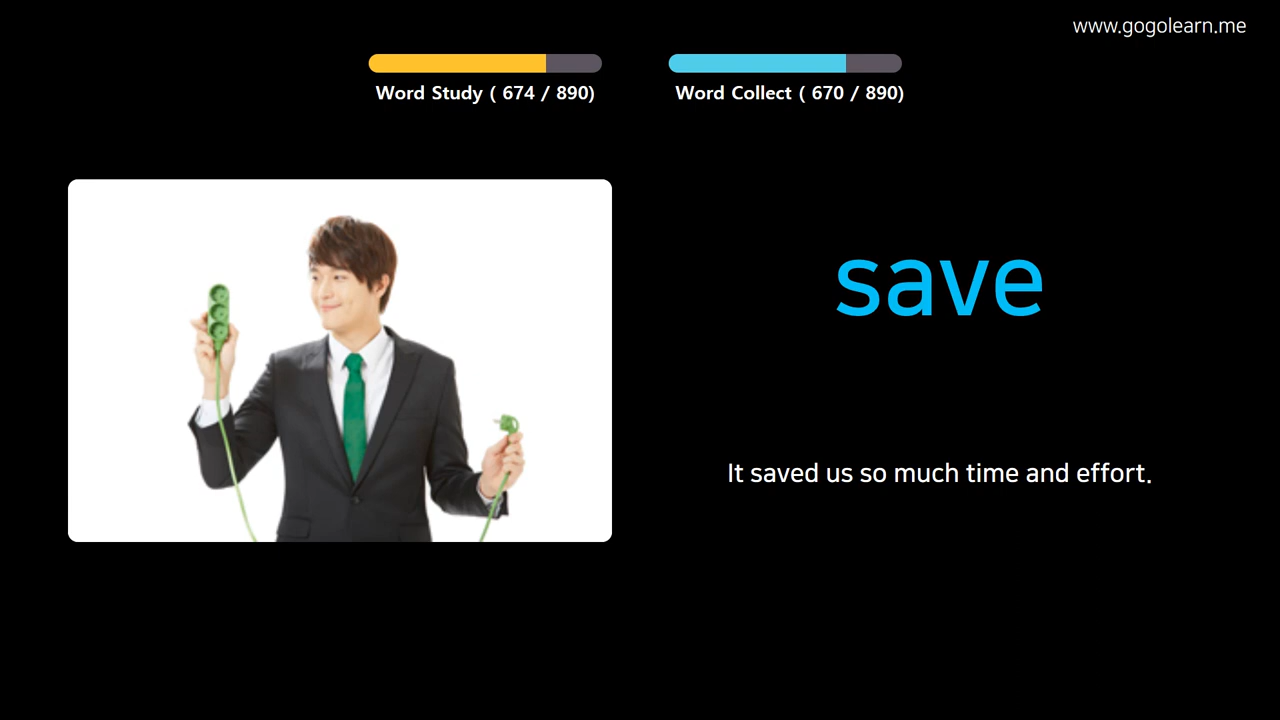 www.gogolearn.me
Word Study ( 674 / 890)
Word Collect ( 670 / 890)
save
It saved us so much time and effort.